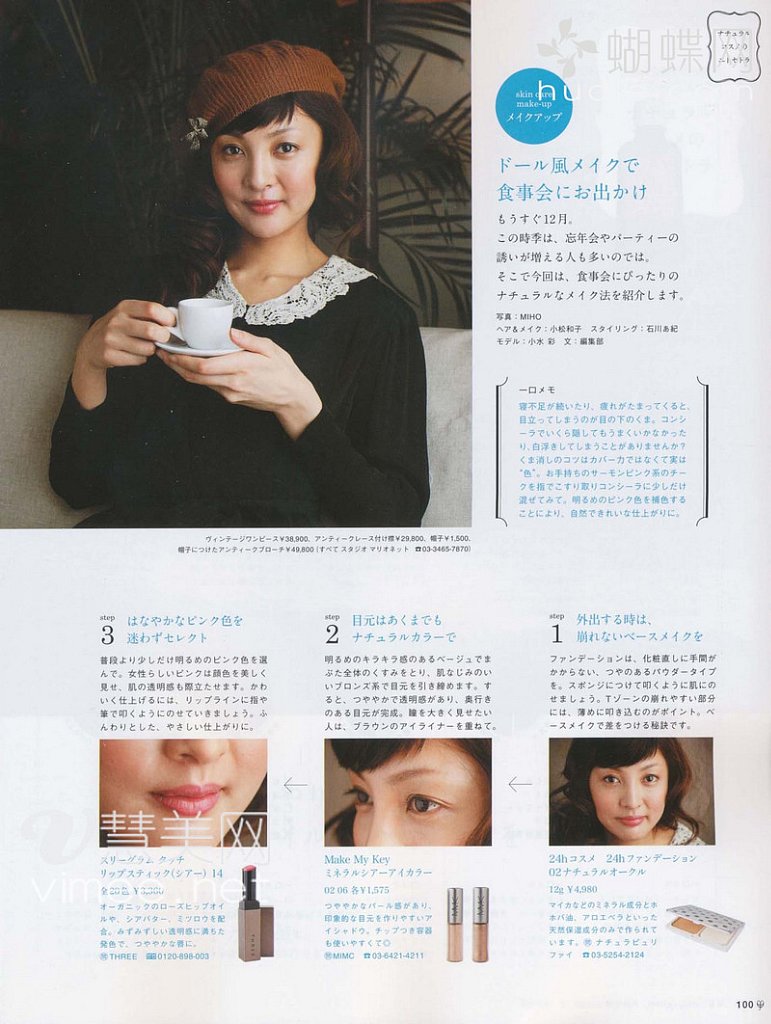 蝴蝶网
ナチュラル
コスメの
skin care
make-up
メイクアップ
ドール風メイクで
食事会にお出かけ
もうすぐ12月。
この時季は、忘年会やパーティーの
誘いが増える人も多いのでは。
そこで今回は、食事会にぴったりの
ナチュラルなメイク法を紹介します。
写真:MIHO
ヘア&メイク:小松和子 スタイリング:石川あ紀
モデル:小水 彩 文:編集部
一口メモ
寝不足が続いたり、疲れがたまってくると、
目立ってしまうのが目の下のくま。コンシ
ーラでいくら隠してもうまくいかなかった
り、白浮きしてしまうことがありませんか?
くま消しのコツはカバー力ではなくて実は
“色”。お手持ちのサーモンピンク系のチー
クを指でこすり取りコンシーラに少しだけ
混ぜてみて。明るめのピンク色を補色する
ことにより、自然できれいな仕上がりに。
ヴィンテージワンピース¥38,900、アンティークレース付け襟¥29,800、帽子¥1,500、
帽子につけたアンティークブローチ¥49,800(すべて スタジオ マリオネット ☎03-3465-7870)
step
1
外出する時は、
崩れないベースメイクを
ファンデーションは、化粧直しに手間が
かからない、つやのあるパウダータイプ
を。スポンジにつけて叩くように肌にの
せましょう。Tゾーンの崩れやすい部分
には、薄めに叩き込むのがポイント。ベ
ースメイクで差をつける秘訣です。
24hコスメ 24hファンデーション
02ナチュラルオークル
12g ¥4,980
マイカなどのミネラル成分とホ
ホバ油、アロエベラといった
天然保湿成分のみで作られて
います。㉄ナチュラピュリ
ファイ ☎03-5254-2124
step
2
目元はあくまでも
ナチュラルカラーで
明るめのキラキラ感のあるベージュでま
ぶた全体のくすみをとり、肌なじみのい
いブロンズ系で目元を引き締めます。す
ると、つややかで透明感があり、奥行き
のある目元が完成。瞳を大きく見せたい
人は、ブラウンのアイライナーを重ねて。
Make My Key
ミネラルシアーアイカラー
02 06 各¥1,575
つややかなパール感があり、
印象的な目元を作りやすいア
イシャドウ。チップつき容器
も使いやすくて◎
MIMC ☎03-6421-4211
step
3
はなやかなピンク色を
迷わずセレクト
普段より少しだけ明るめのピンク色を選
んで。女性らしいピンクは顔色を美しく
見せ、肌の透明感も際立たせます。かわ
いく仕上げるには、リップラインに指や
筆で叩くようにのせていきましょう。ふ
んわりとした、やさしい仕上がりに。
慧美网
スリーグラム タッチ
リップスティック(シアー) 14
オーガニックのローズヒップオイ
ルや、シアバター、ミツロウを配
合。みずみずしい透明感に満ちた
発色で、つややかな唇に。
THREE 0120-898-003
100